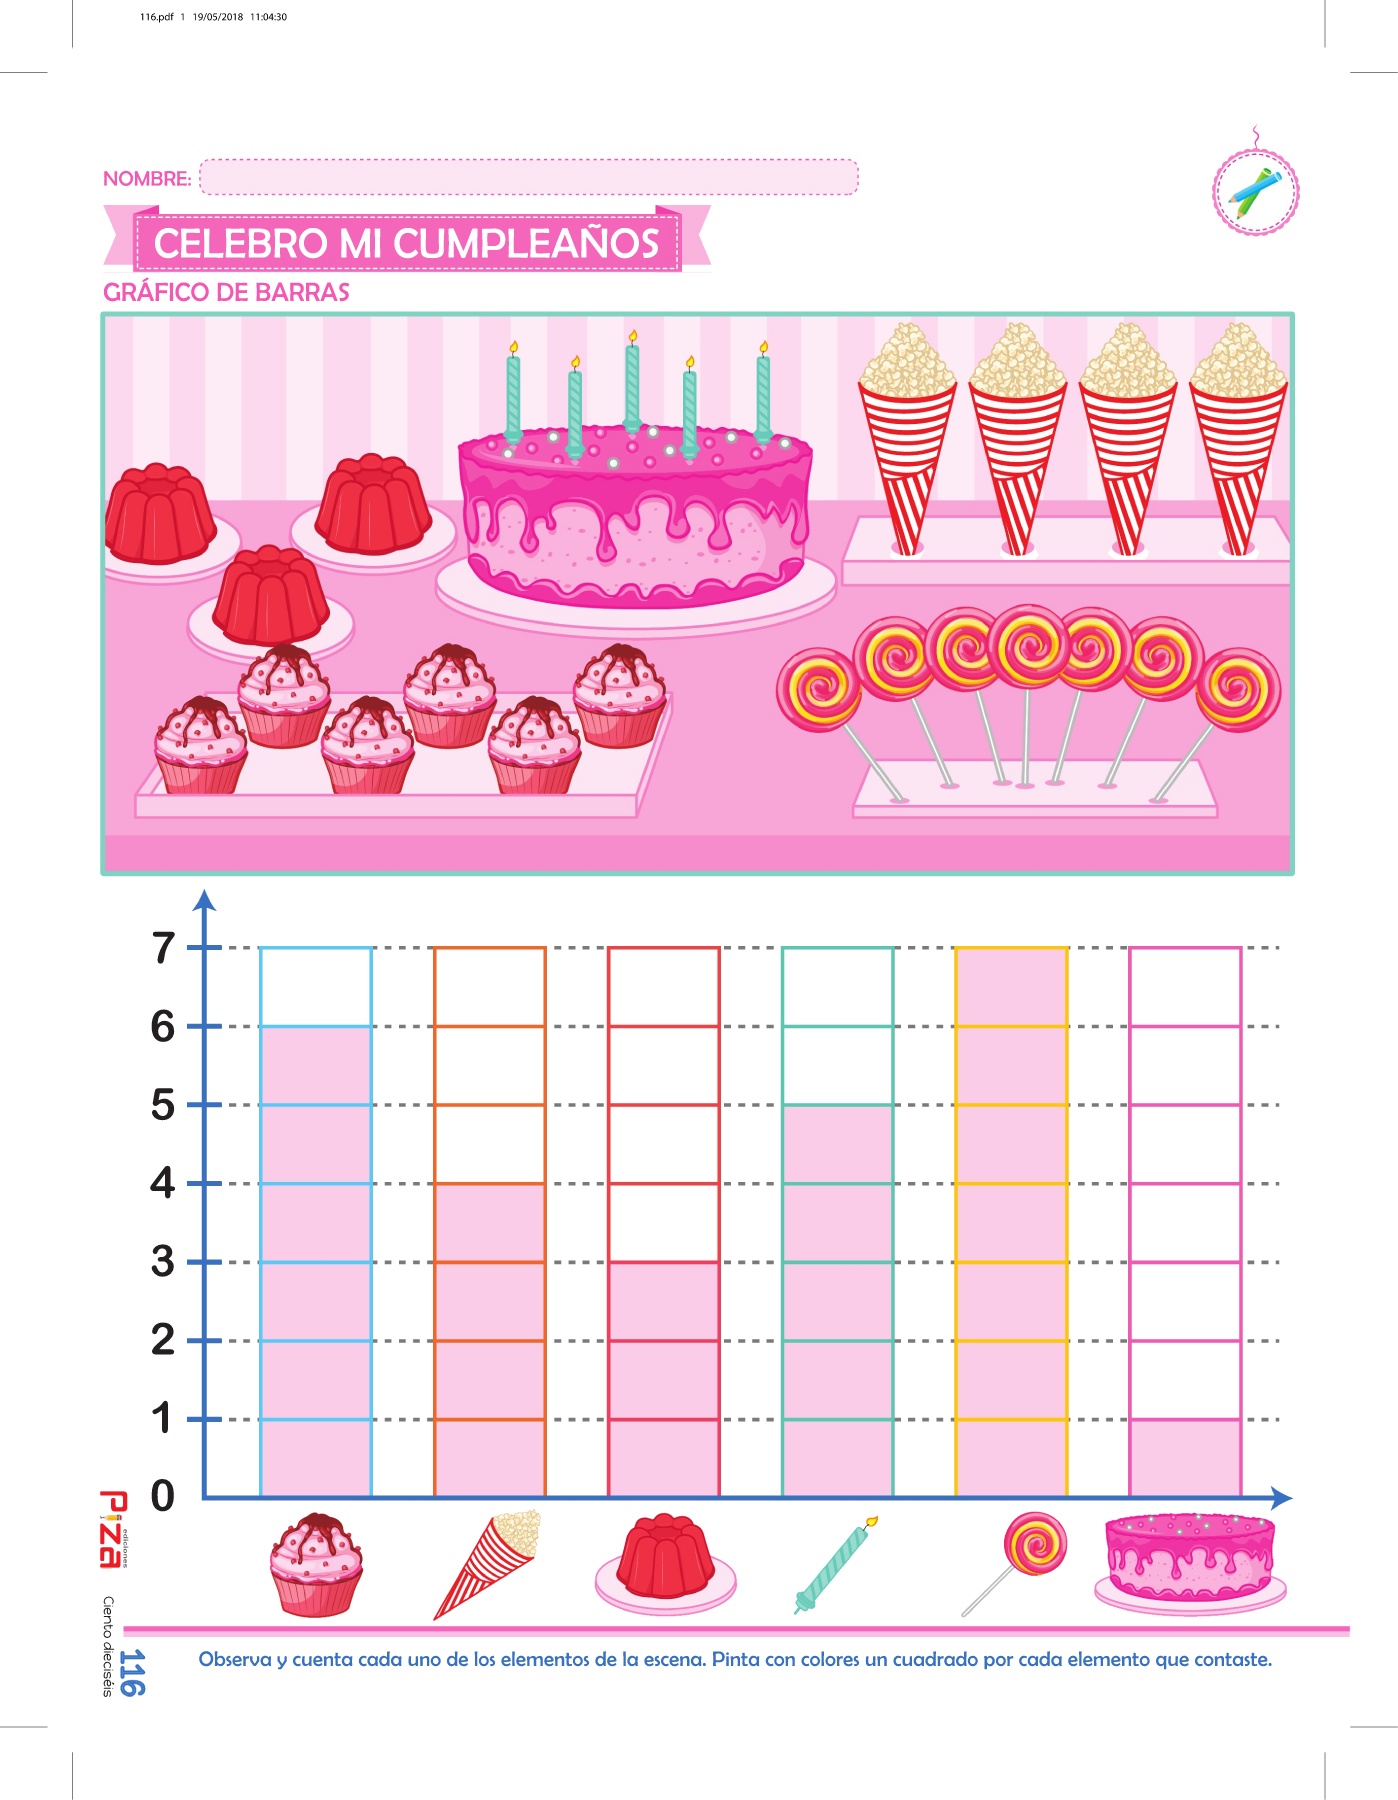 116.pdf 1 19/05/2018 11:04:30
NOMBRE:
CELEBRO MI CUMPLEAÑOS
GRÁFICO DE BARRAS
7
6
5
4
3
2
1
0
Piza
ediciones
Ciento dieciséis
116
Observa y cuenta cada uno de los elementos de la escena. Pinta con colores un cuadrado por cada elemento que contaste.